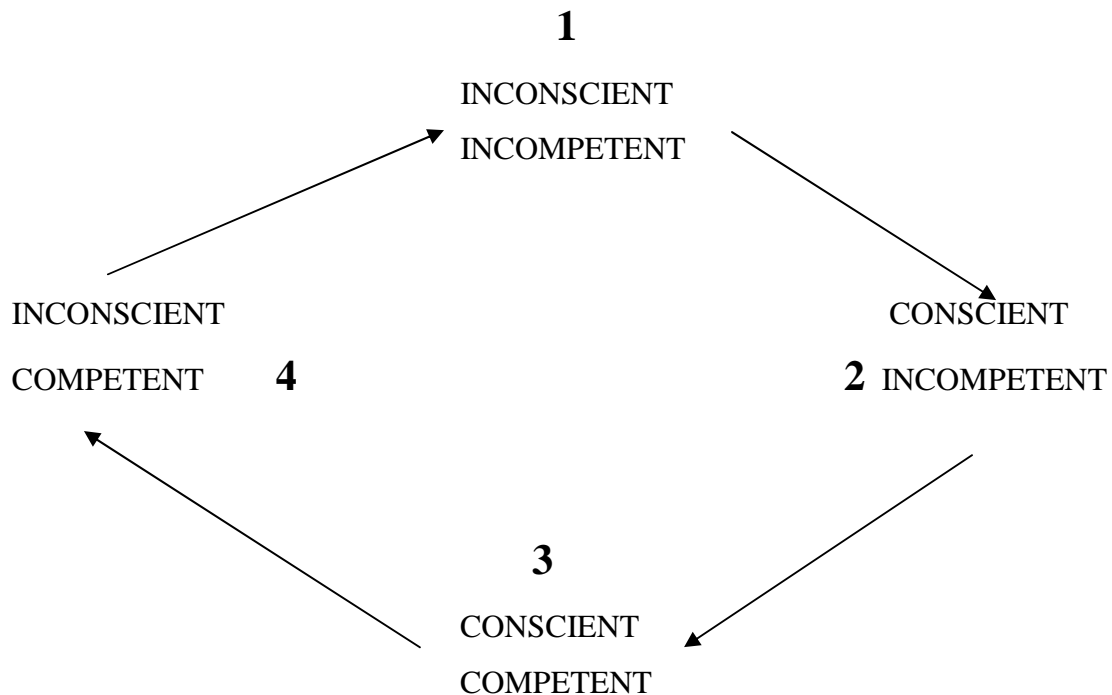 1
INCONSCIENT
INCOMPETENT
INCONSCIENT
COMPETENT 4
CONSCIENT
2 INCOMPETENT
3
CONSCIENT
COMPETENT